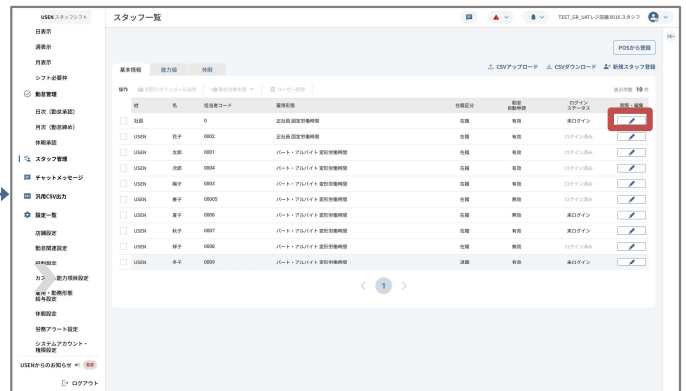 USEN スタッフシフト
スタッフ一覧
TEST_GR_UATレジ店舗0016 スタシフ
日表示
週表示
月表示
シフト必要枠
勤怠管理
日次（勤怠承認）
月次（勤怠締め）
休暇承認
スタッフ管理
チャットメッセージ
汎用CSV出力
設定一覧
店舗設定
勤怠関連設定
能力項目設定
雇用・勤務形態
給与設定
休暇設定
労務アラート設定
システムアカウント・
権限設定
USENからのお知らせ
ログアウト
POSから登録
基本情報 能力値 休暇
CSVアップロード CSVダウンロード 新規スタッフ登録
操作 ユーザー削除 表示件数 10 件
姓 名 担当者コード 雇用形態 在籍区分 勤怠自動申請 ログインステータス 閲覧・編集
社員 0 正社員 固定労働時間 在籍 有効 未ログイン
USEN 花子 0002 正社員 固定労働時間 在籍 有効 ログイン済み
USEN 太郎 0001 パート・アルバイト 変形労働時間 在籍 有効 ログイン済み
USEN 次郎 0004 パート・アルバイト 変形労働時間 在籍 有効 ログイン済み
USEN 陽子 0003 パート・アルバイト 変形労働時間 在籍 有効 ログイン済み
USEN 春子 00005 パート・アルバイト 変形労働時間 在籍 無効 ログイン済み
USEN 夏子 0006 パート・アルバイト 変形労働時間 在籍 無効 未ログイン
USEN 秋子 0007 パート・アルバイト 変形労働時間 在籍 有効 未ログイン
USEN 祥子 0008 パート・アルバイト 変形労働時間 在籍 無効 ログイン済み
USEN 冬子 0009 パート・アルバイト 変形労働時間 退職 有効 未ログイン
< 1 >